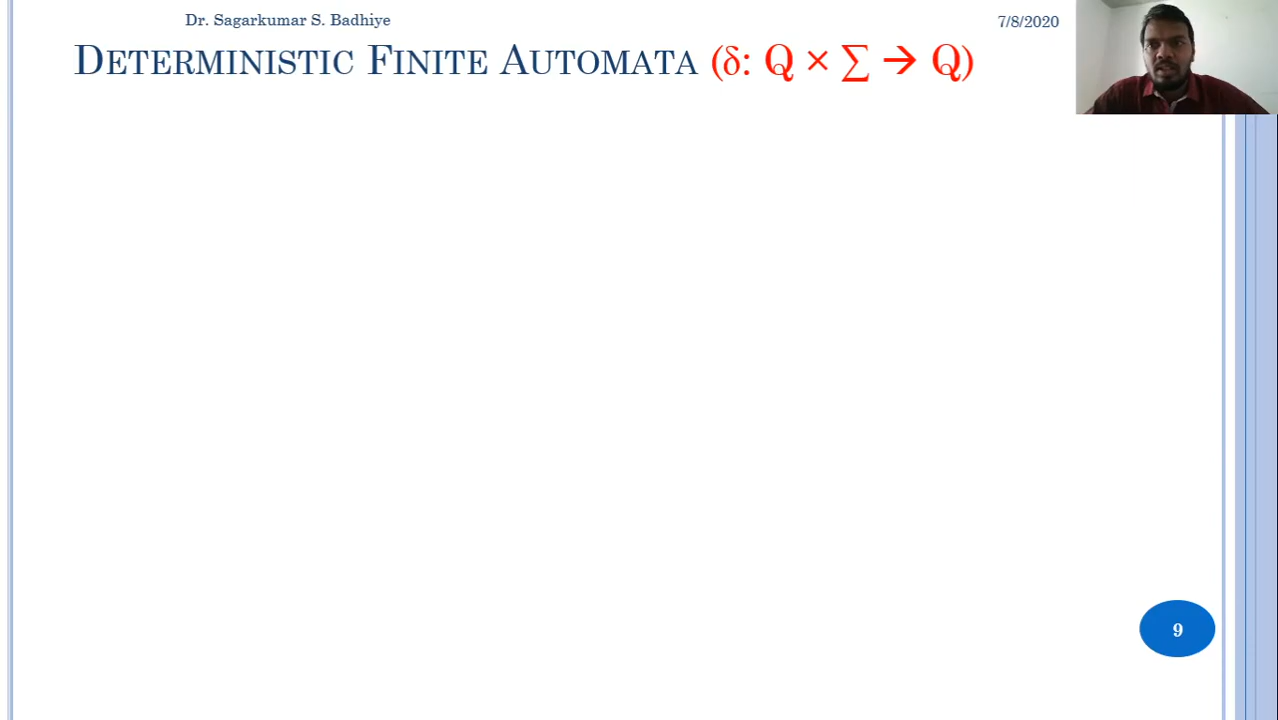 Dr. Sagarkumar S. Badhiye 7/8/2020
DETERMINISTIC FINITE AUTOMATA (δ: Q × ∑ → Q)
9